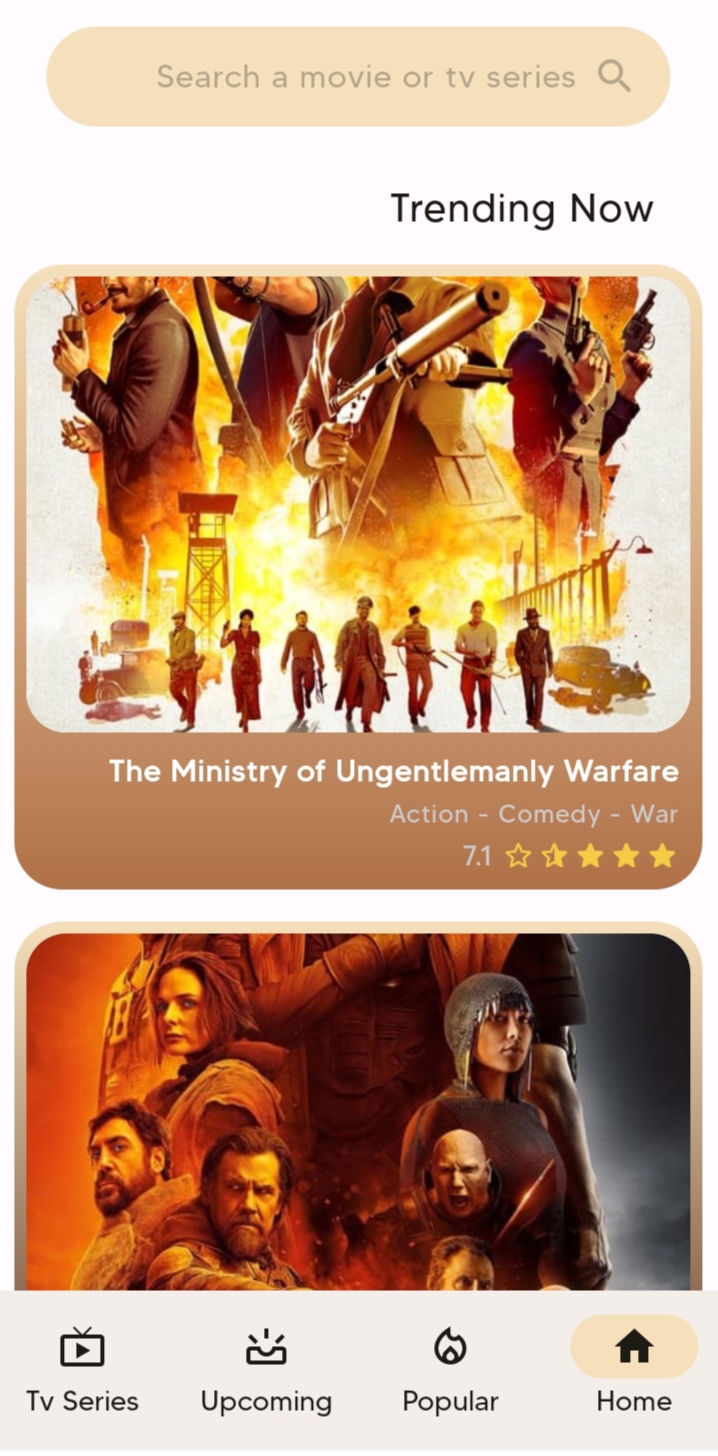 Search a movie or tv series
Trending Now
The Ministry of Ungentlemanly Warfare
Action - Comedy - War
7.1
Tv Series
Upcoming
Popular
Home